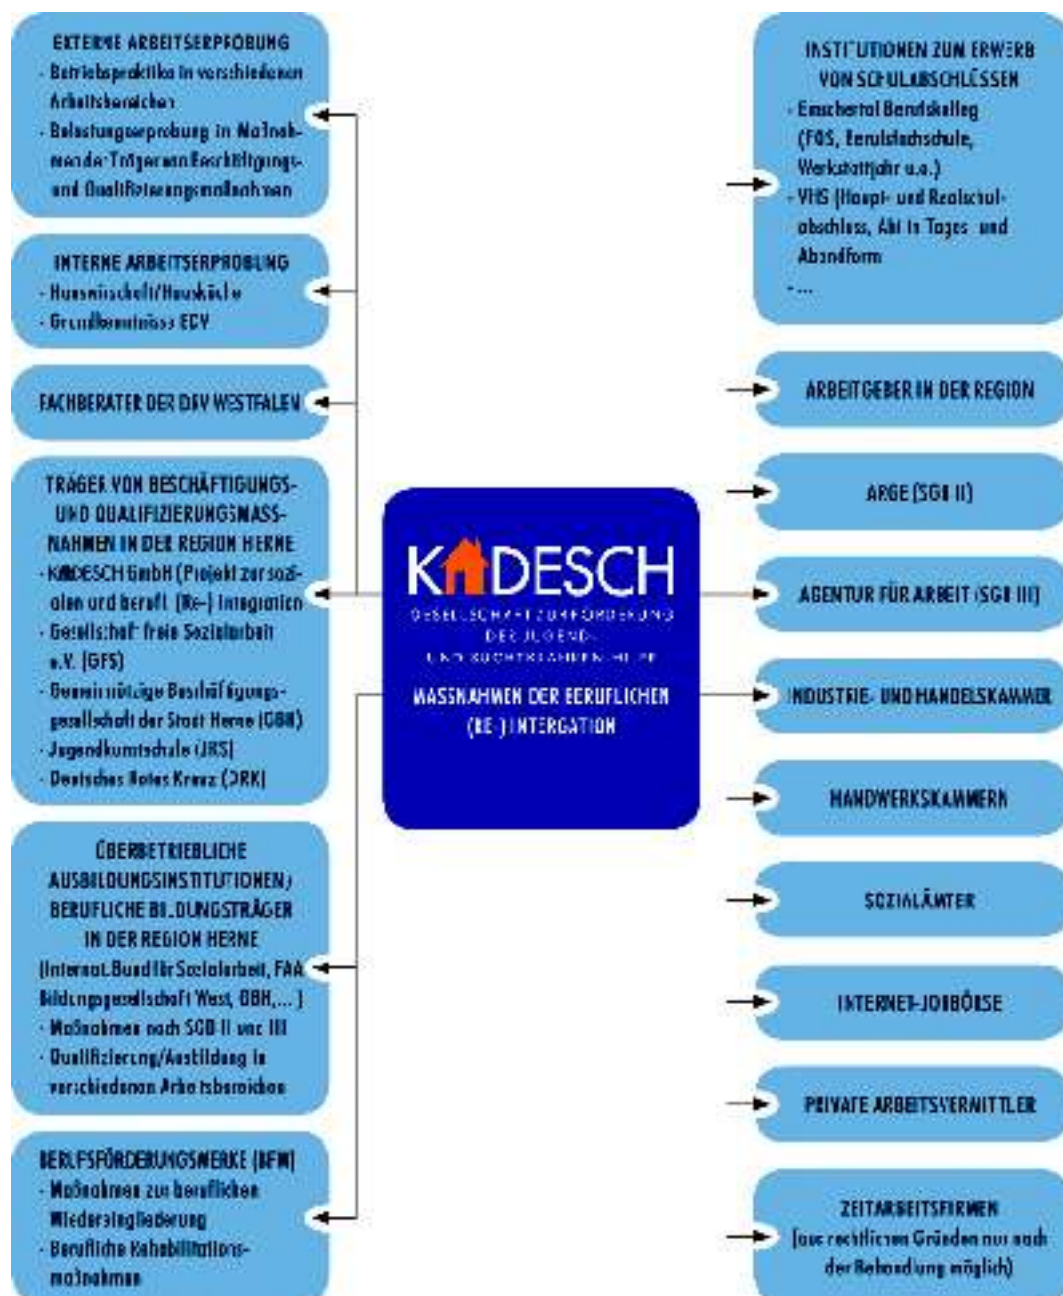 EXTERNE ARBEITSERPROBUNG
- Betriebspraktika in verschiedenen
Arbeitsbereichen
- Belastungserprobung in Maßnah-
men der Träger von Beschäftigungs-
und Qualifizierungsmaßnahmen
INTERNE ARBEITSERPROBUNG
- Hauswirtschaft/Hausküche
- Grundkenntnisse EDV
FACHBERATER DER DRV WESTFALEN
TRÄGER VON BESCHÄFTIGUNGS-
UND QUALIFIZIERUNGSMASS-
NAHMEN IN DER REGION HERNE
- KADESCH GmbH (Projekt zur sozi-
alen und berufl. (Re-) Integration
- Gesellschaft freie Sozialarbeit
e.V. (GFS)
- Gemeinnützige Beschäftigungs-
gesellschaft der Stadt Herne (GBH)
- Jugendkunstschule (JKS)
- Deutsches Rotes Kreuz (DRK)
ÜBERBETRIEBLICHE
AUSBILDUNGSINSTITUTIONEN/
BERUFLICHE BILDUNGSTRÄGER
IN DER REGION HERNE
(Internat. Bund für Sozialarbeit, FAA
Bildungsgesellschaft West, GBH,... )
- Maßnahmen nach SGB II und III
- Qualifizierung/Ausbildung in
verschiedenen Arbeitsbereichen
BERUFSFÖRDERUNGSWERKE (BFW)
- Maßnahmen zur beruflichen
Wiedereingliederung
- Berufliche Rehabilitations-
maßnahmen
KADESCH
GESELLSCHAFT ZUR FÖRDERUNG
DER JUGEND-
UND SUCHTKRANKEN-HILFE
MASSNAHMEN DER BERUFLICHEN
(RE-) INTERGATION
INSTITUTIONEN ZUM ERWERB
VON SCHULABSCHLÜSSEN
- Emschertal Berufskolleg
(FOS, Berufsfachschule,
Werkstattjahr u.a.)
- VHS (Haupt- und Realschul-
abschluss, Abi in Tages- und
Abendform
- ...
ARBEITGEBER IN DER REGION
ARGE (SGB II)
AGENTUR FÜR ARBEIT (SGB III)
INDUSTRIE- UND HANDELSKAMMER
HANDWERKSKAMMERN
SOZIALÄMTER
INTERNET-JOBBÖRSE
PRIVATE ARBEITSVERMITTLER
ZEITARBEITSFIRMEN
(aus rechtlichen Gründen nur nach
der Behandlung möglich)